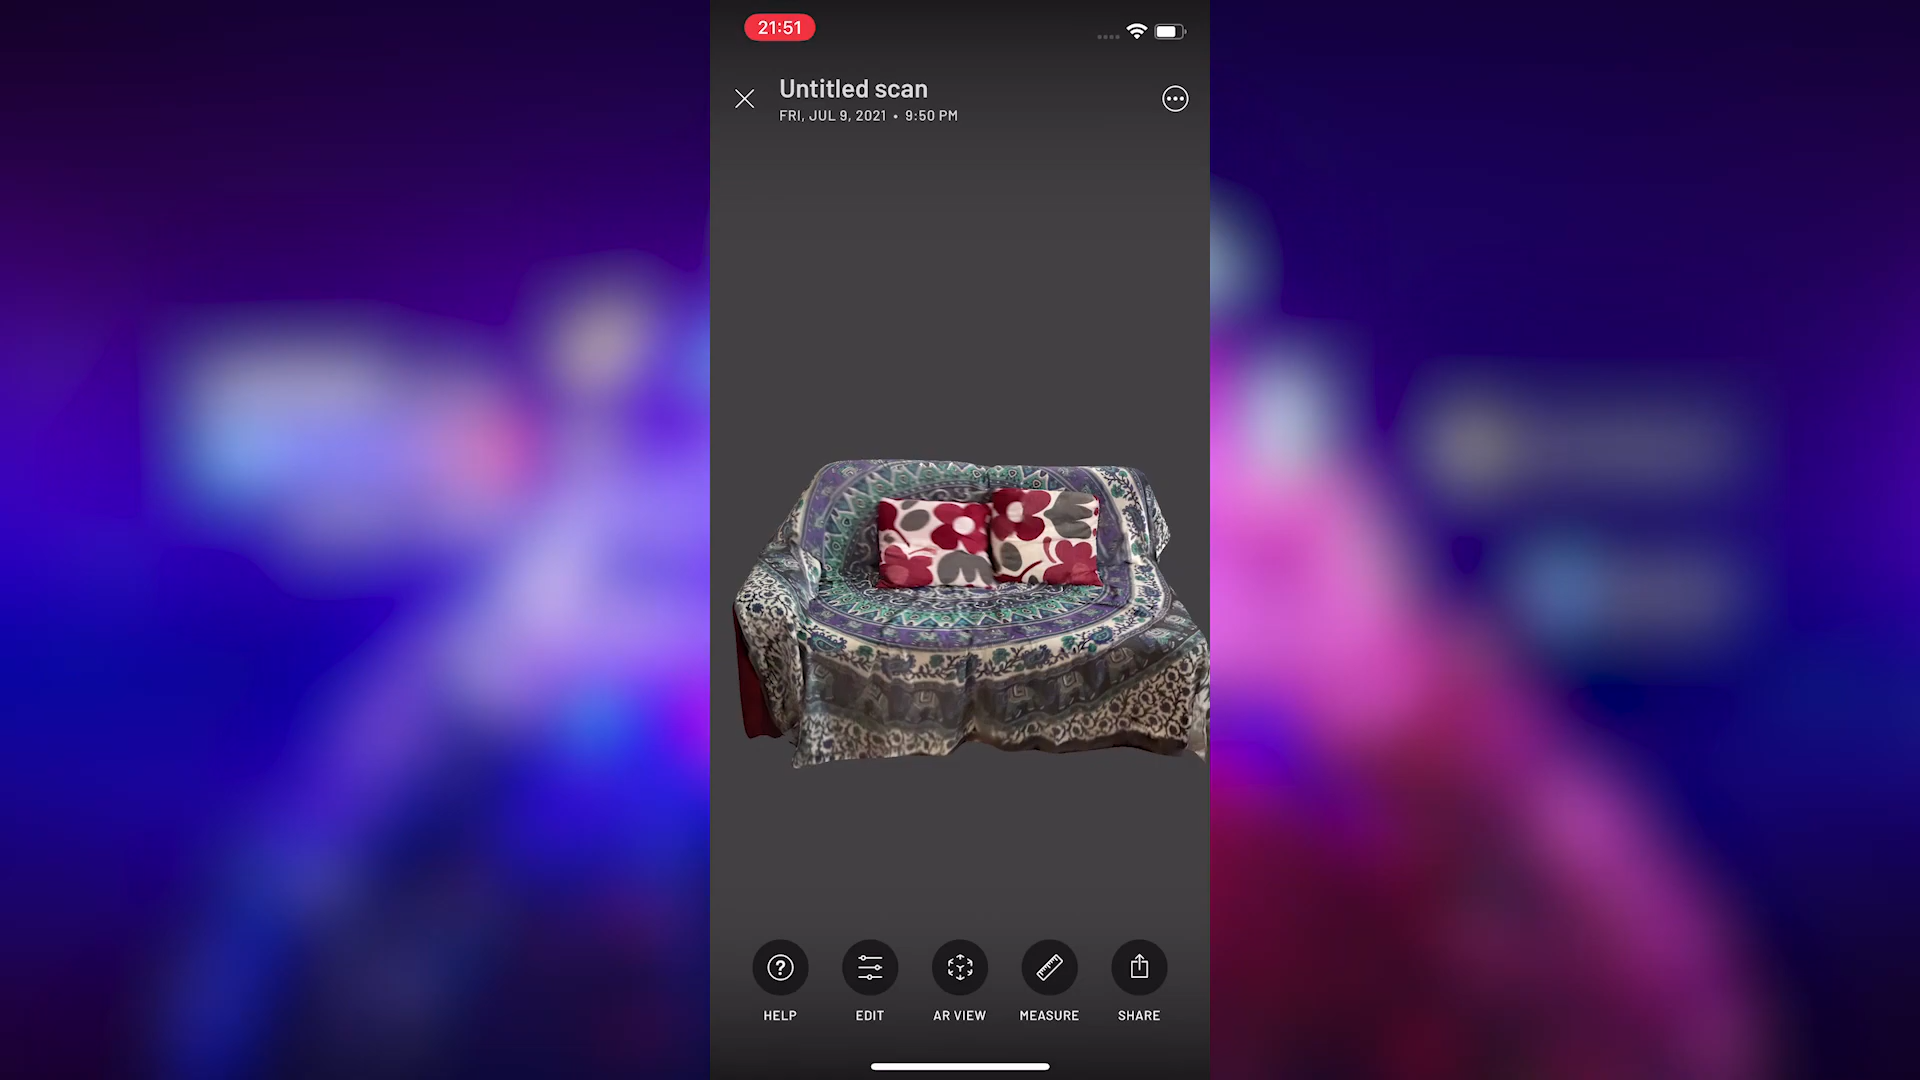 21:51
Untitled scan
FRI, JUL 9, 2021 • 9:50 PM
HELP
EDIT
AR VIEW
MEASURE
SHARE